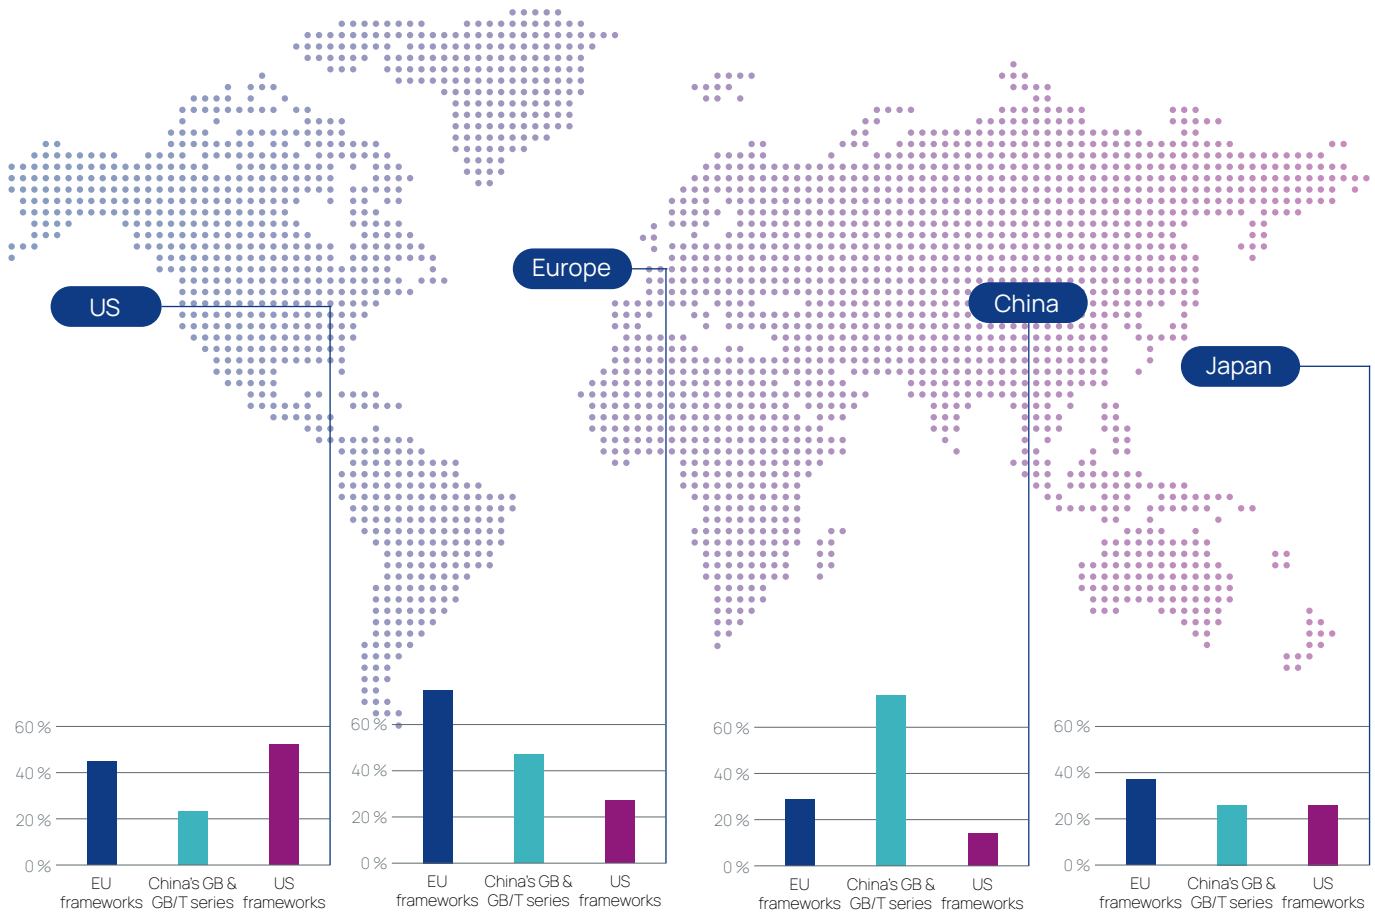 Europe
US
China
Japan
60 %
40 %
20 %
0 %
EU
frameworks
China's GB &
GB/T series
US
frameworks
60 %
40 %
20 %
0 %
EU
frameworks
China's GB &
GB/T series
US
frameworks
60 %
40 %
20 %
0 %
EU
frameworks
China's GB &
GB/T series
US
frameworks
60 %
40 %
20 %
0 %
EU
frameworks
China's GB &
GB/T series
US
frameworks